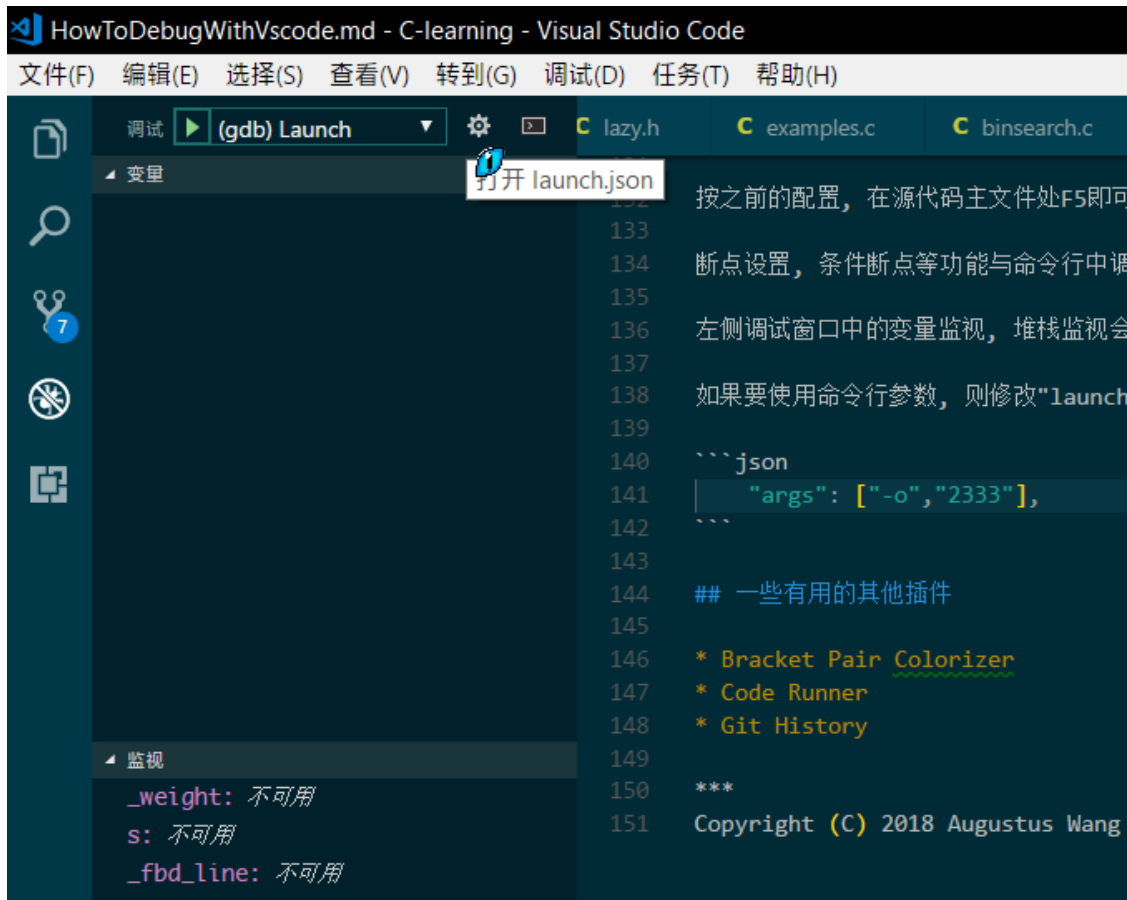 HowToDebugWithVscode.md - C-learning - Visual Studio Code
文件(F) 编辑(E) 选择(S) 查看(V) 转到(G) 调试(D) 任务(T) 帮助(H)
调试 (gdb) Launch
C lazy.h C examples.c C binsearch.c
变量
打开 launch.json
7
监视
_weight: 不可用
s: 不可用
_fbd_line: 不可用
132 按之前的配置, 在源代码主文件处F5即可
133
134 断点设置, 条件断点等功能与命令行中调
135
136 左侧调试窗口中的变量监视, 堆栈监视会
137
138 如果要使用命令行参数, 则修改"launch
139
140 ```json
141 "args": ["-o","2333"],
142 ```
143
144 ## 一些有用的其他插件
145
146 * Bracket Pair Colorizer
147 * Code Runner
148 * Git History
149
150 ***
151 Copyright (C) 2018 Augustus Wang